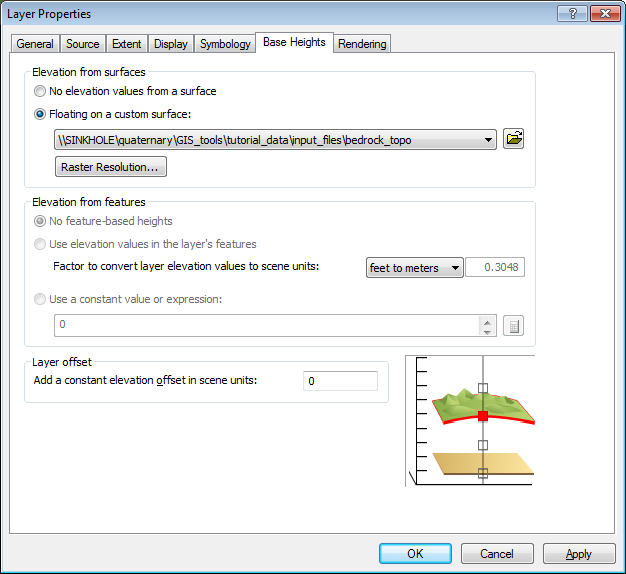 Layer Properties
General Source Extent Display Symbology Base Heights Rendering
Elevation from surfaces
No elevation values from a surface
Floating on a custom surface:
\\SINKHOLE\quaternary\GIS_tools\tutorial_data\input_files\bedrock_topo
Raster Resolution...
Elevation from features
No feature-based heights
Use elevation values in the layer's features
Factor to convert layer elevation values to scene units: feet to meters 0.3048
Use a constant value or expression:
0
Layer offset
Add a constant elevation offset in scene units: 0
OK Cancel Apply